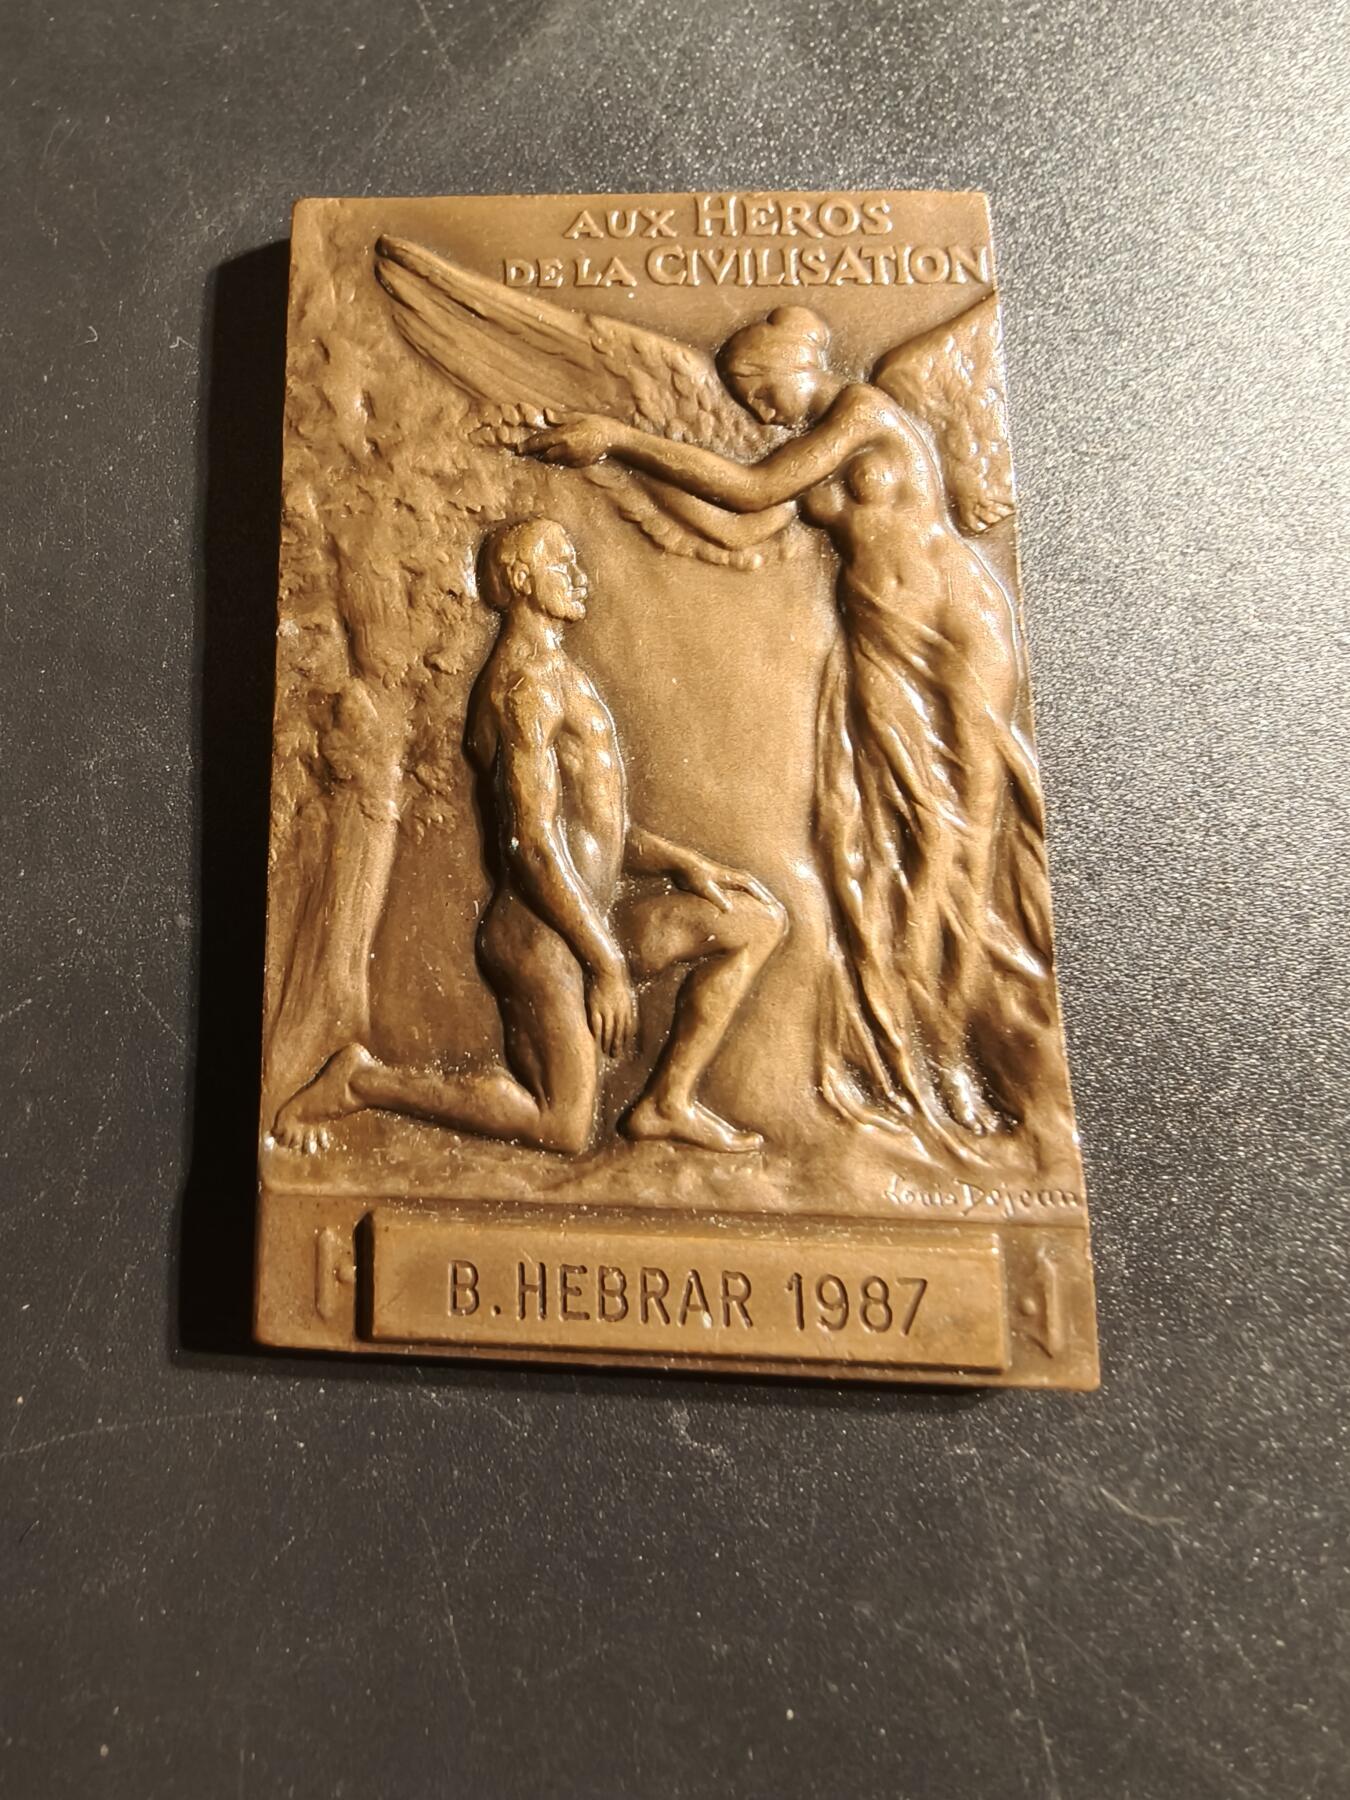 AUX HEROS
DE LA CIVILISATION
Louis Dejean
B. HEBRAR 1987